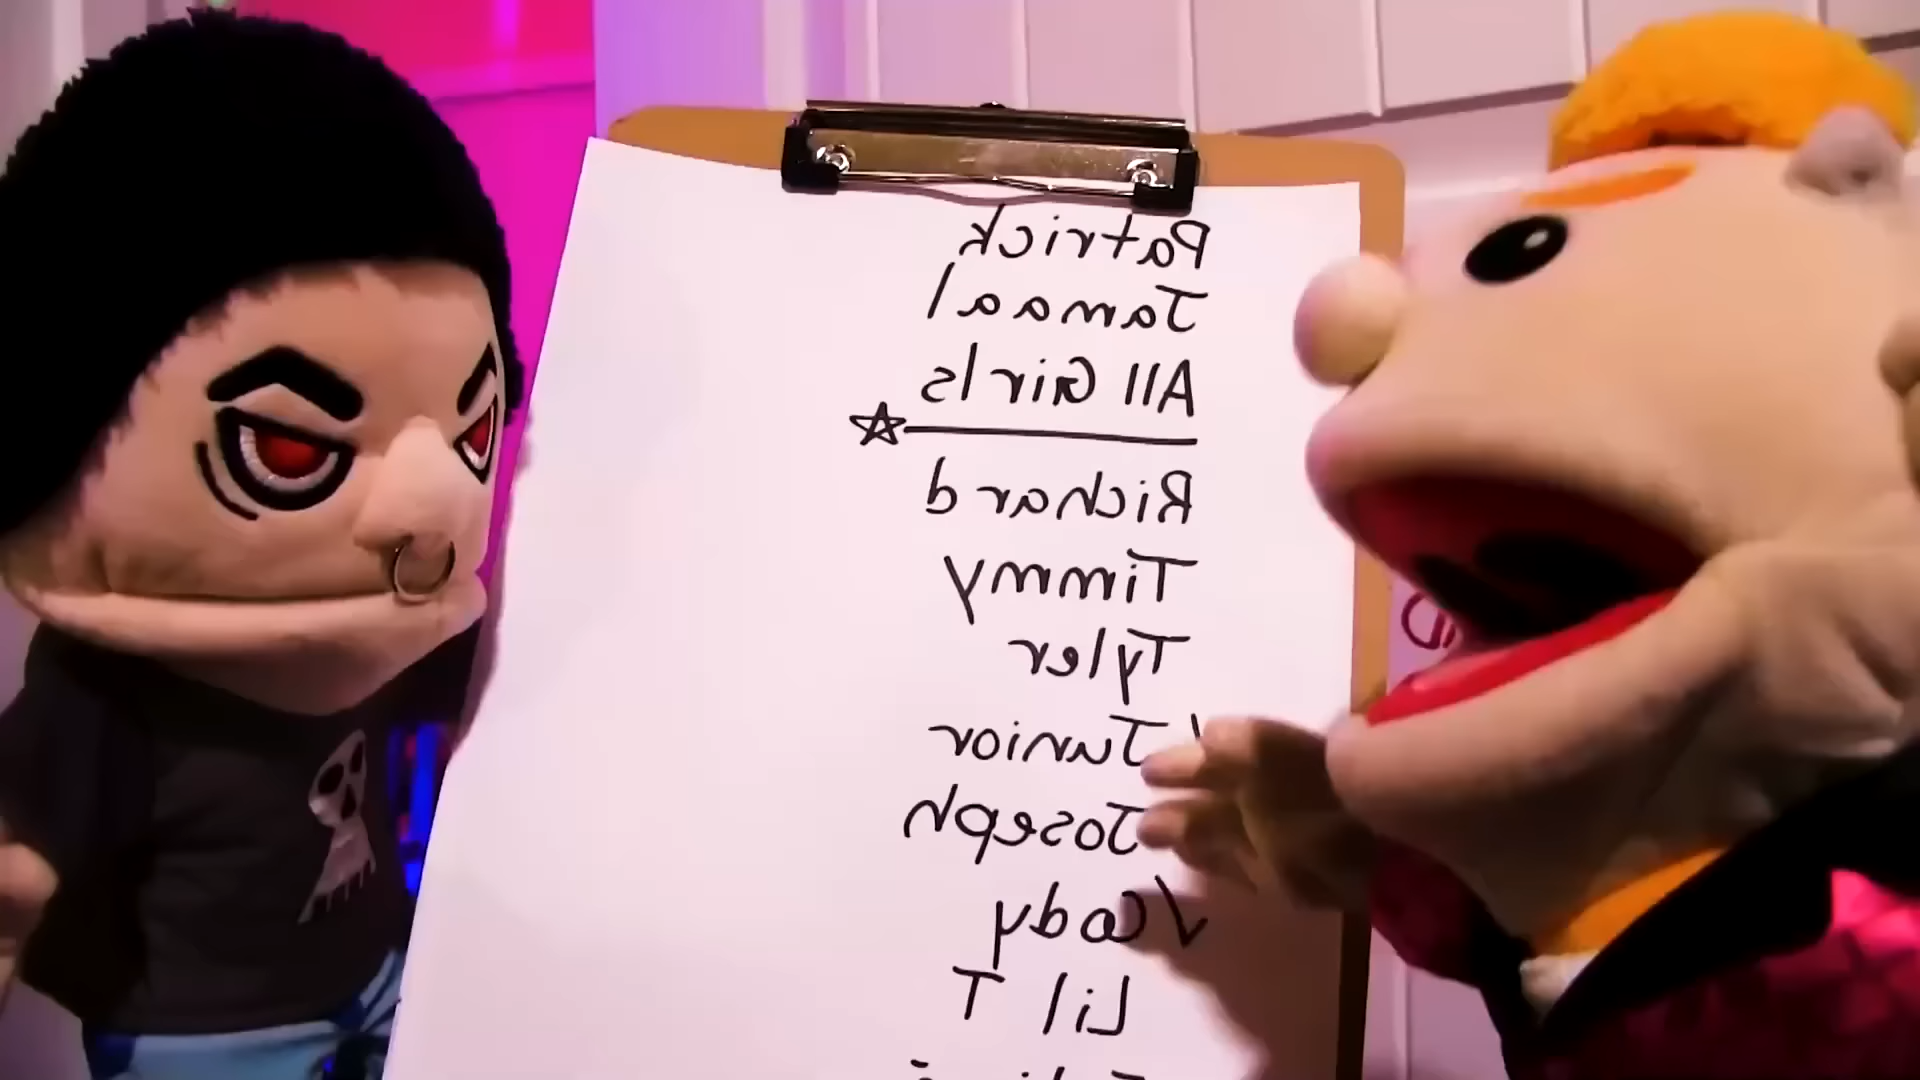 Patrick
Jamaal
All Girls
Richard
Timmy
Tyler
Junior
Joseph
Cody
Lil T